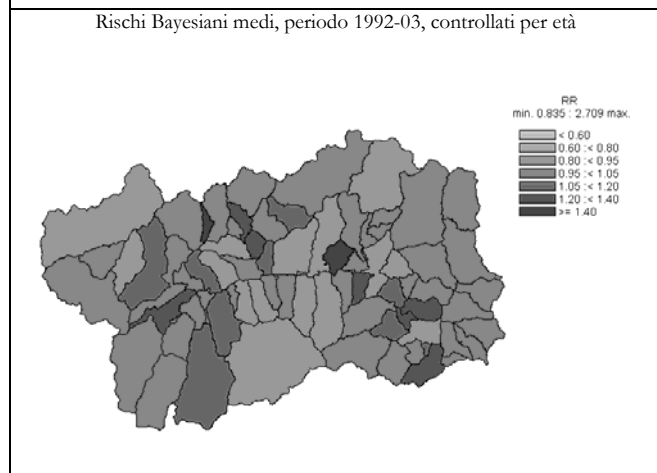 Rischi Bayesiani medi, periodo 1992-03, controllati per età
RR
min. 0.835 : 2.709 max.
< 0.60
0.60 :< 0.80
0.80 :< 0.95
0.95 :< 1.05
1.05 :< 1.20
1.20 :< 1.40
>= 1.40